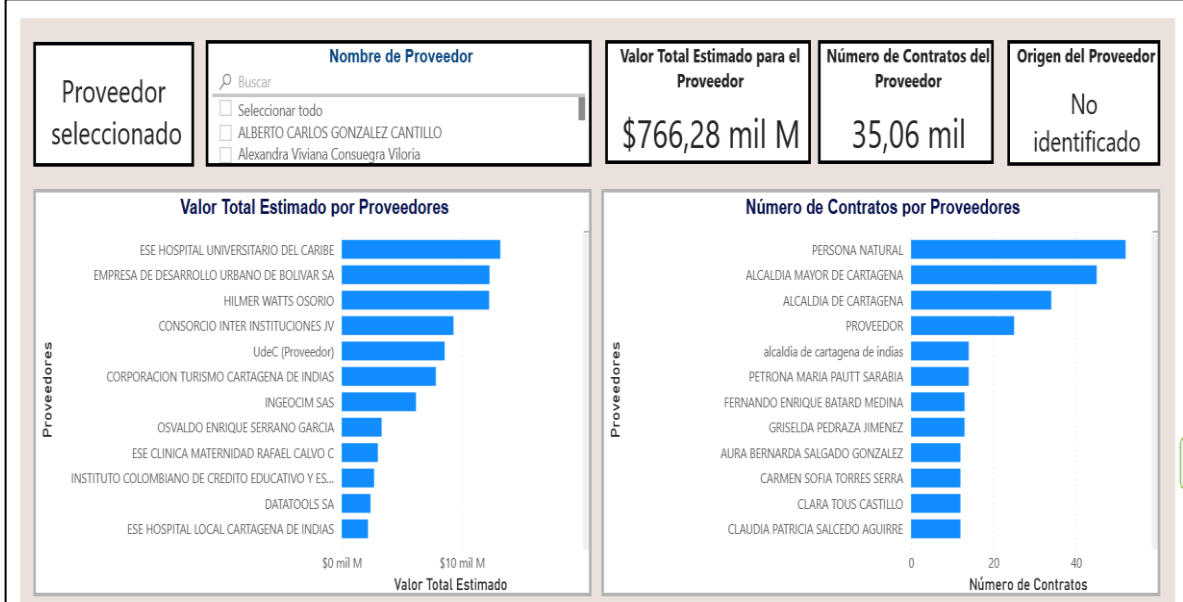 Proveedor
seleccionado
Nombre de Proveedor
Buscar
Seleccionar todo
ALBERTO CARLOS GONZALEZ CANTILLO
Alexandra Viviana Consuegra Viloria
Valor Total Estimado para el
Proveedor
$766,28 mil M
Número de Contratos del
Proveedor
35,06 mil
Origen del Proveedor
No
identificado
Valor Total Estimado por Proveedores
Proveedores
ESE HOSPITAL UNIVERSITARIO DEL CARIBE
EMPRESA DE DESARROLLO URBANO DE BOLIVAR SA
HILMER WATTS OSORIO
CONSORCIO INTER INSTITUCIONES JV
UdeC (Proveedor)
CORPORACION TURISMO CARTAGENA DE INDIAS
INGEOCIM SAS
OSVALDO ENRIQUE SERRANO GARCIA
ESE CLINICA MATERNIDAD RAFAEL CALVO C
INSTITUTO COLOMBIANO DE CREDITO EDUCATIVO Y ES...
DATATOOLS SA
ESE HOSPITAL LOCAL CARTAGENA DE INDIAS
$0 mil M $10 mil M
Valor Total Estimado
Número de Contratos por Proveedores
Proveedores
PERSONA NATURAL
ALCALDIA MAYOR DE CARTAGENA
ALCALDIA DE CARTAGENA
PROVEEDOR
alcaldia de cartagena de indias
PETRONA MARIA PAUTT SARABIA
FERNANDO ENRIQUE BATARD MEDINA
GRISELDA PEDRAZA JIMENEZ
AURA BERNARDA SALGADO GONZALEZ
CARMEN SOFIA TORRES SERRA
CLARA TOUS CASTILLO
CLAUDIA PATRICIA SALCEDO AGUIRRE
0 20 40
Número de Contratos